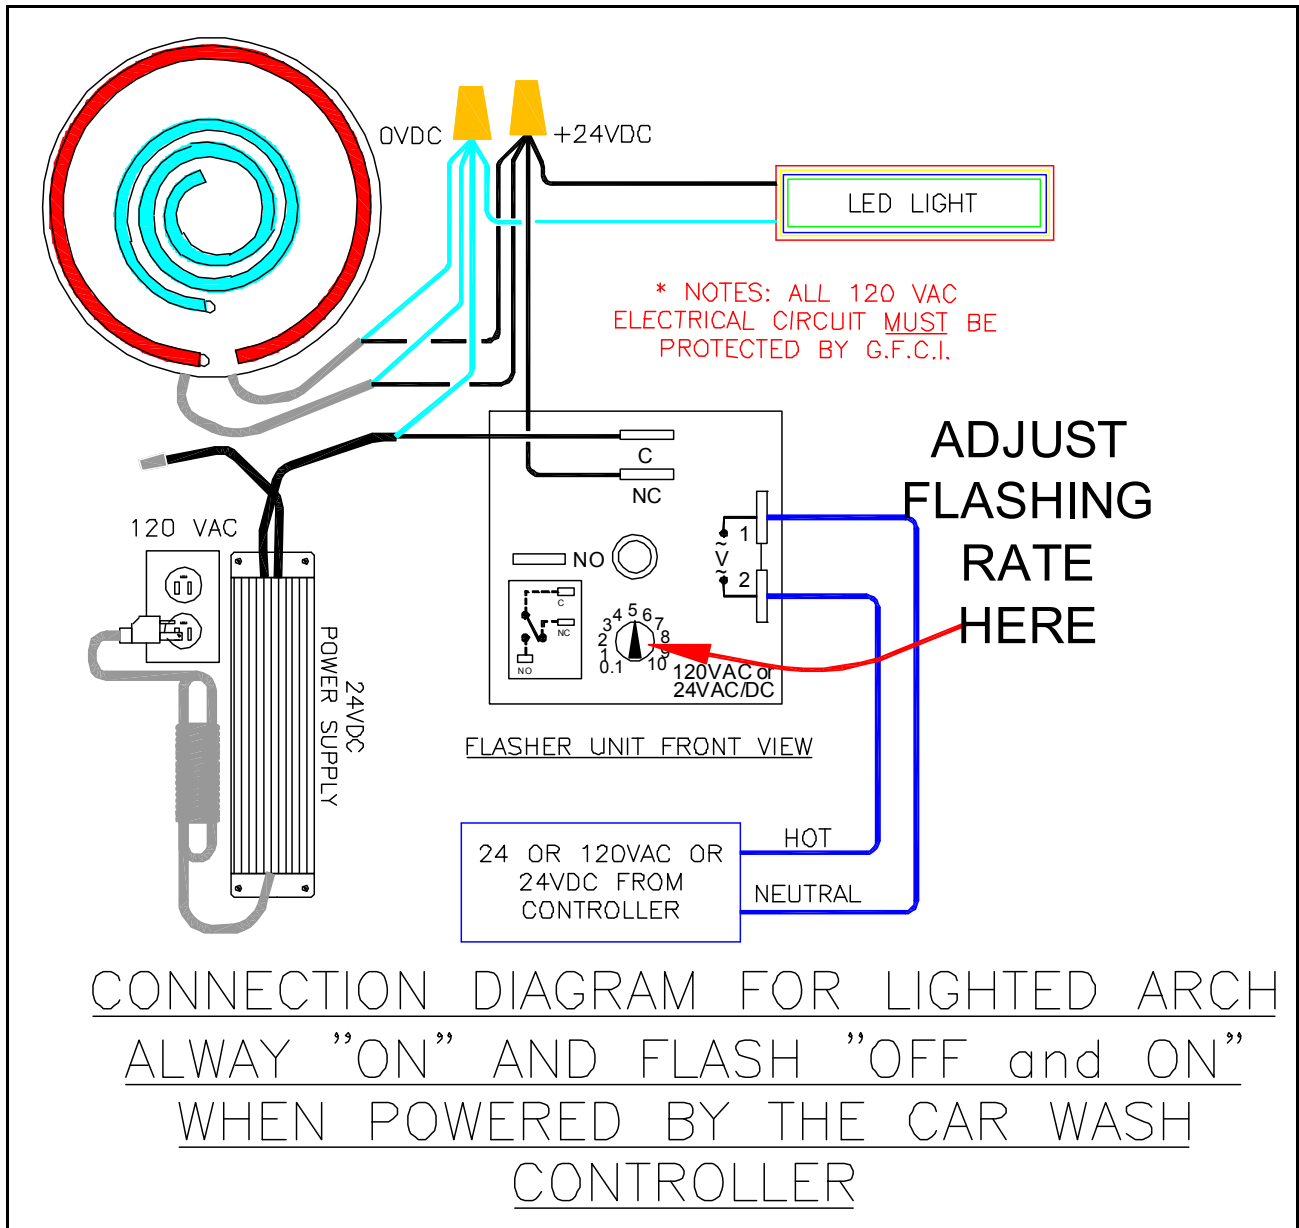 0VDC
+24VDC
LED LIGHT
* NOTES: ALL 120 VAC
ELECTRICAL CIRCUIT MUST BE
PROTECTED BY G.F.C.I.
C
NC
ADJUST
FLASHING
RATE
HERE
120 VAC
NO
1
~
V
~
2
C
NC
NO
0.1
1
2
3
4
5
6
7
8
9
10
120VAC or
24VAC/DC
24VDC
POWER SUPPLY
FLASHER UNIT FRONT VIEW
24 OR 120VAC OR
24VDC FROM
CONTROLLER
HOT
NEUTRAL
CONNECTION DIAGRAM FOR LIGHTED ARCH
ALWAY "ON" AND FLASH "OFF and ON"
WHEN POWERED BY THE CAR WASH
CONTROLLER